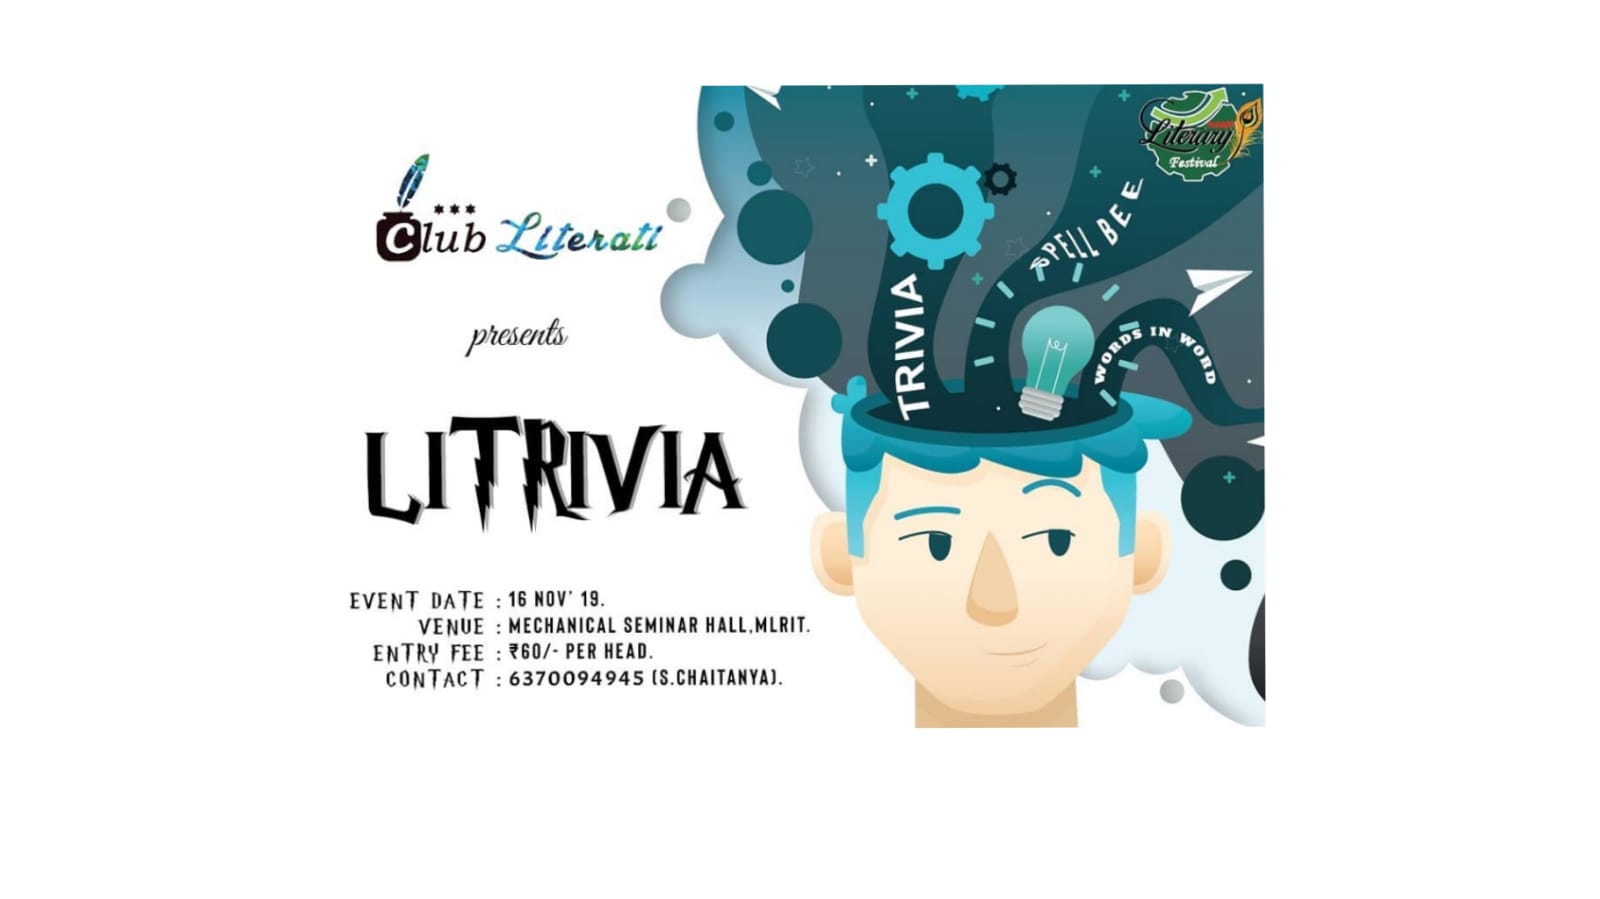 Literary
Festival
Club Literati
presents
LITRIVIA
TRIVIA
SPELL BEE
WORDS IN WORD
EVENT DATE : 16 NOV' 19.
VENUE : MECHANICAL SEMINAR HALL,MLRIT.
ENTRY FEE : ₹60/- PER HEAD.
CONTACT : 6370094945 (S.CHAITANYA).